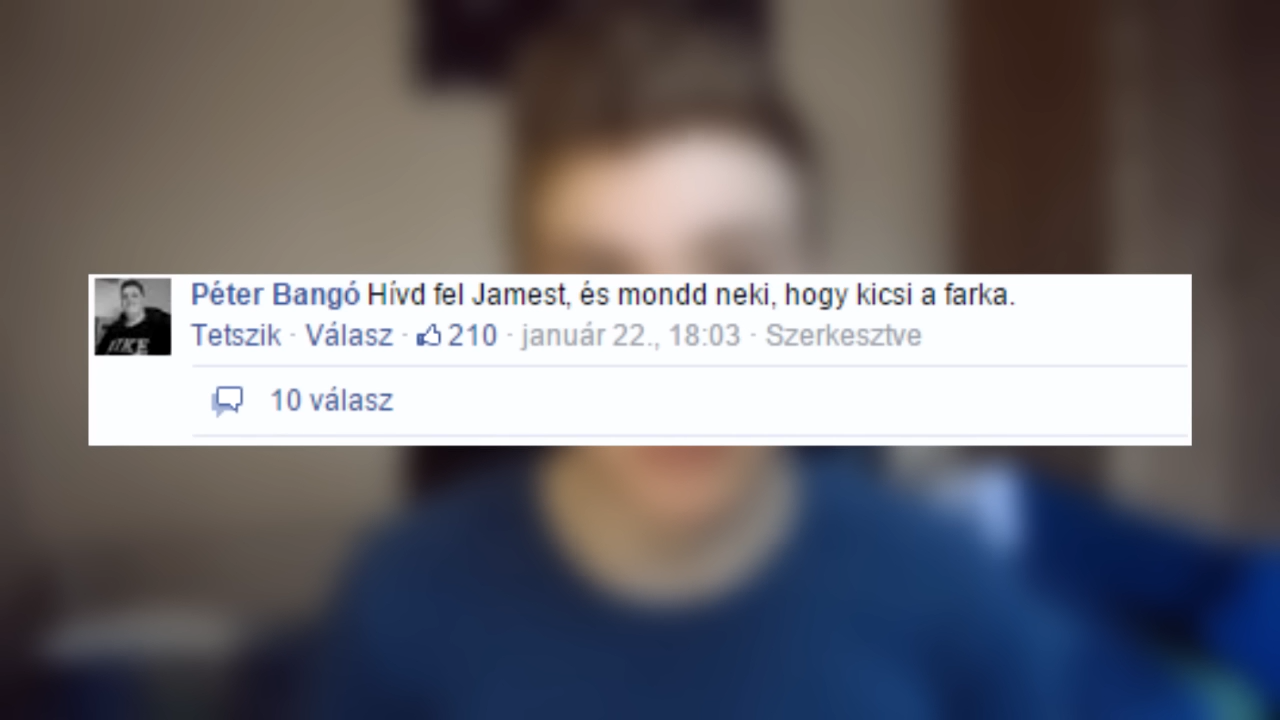 Péter Bangó Hívd fel Jamest, és mondd neki, hogy kicsi a farka.
Tetszik · Válasz · 210 · január 22., 18:03 · Szerkesztve
10 válasz